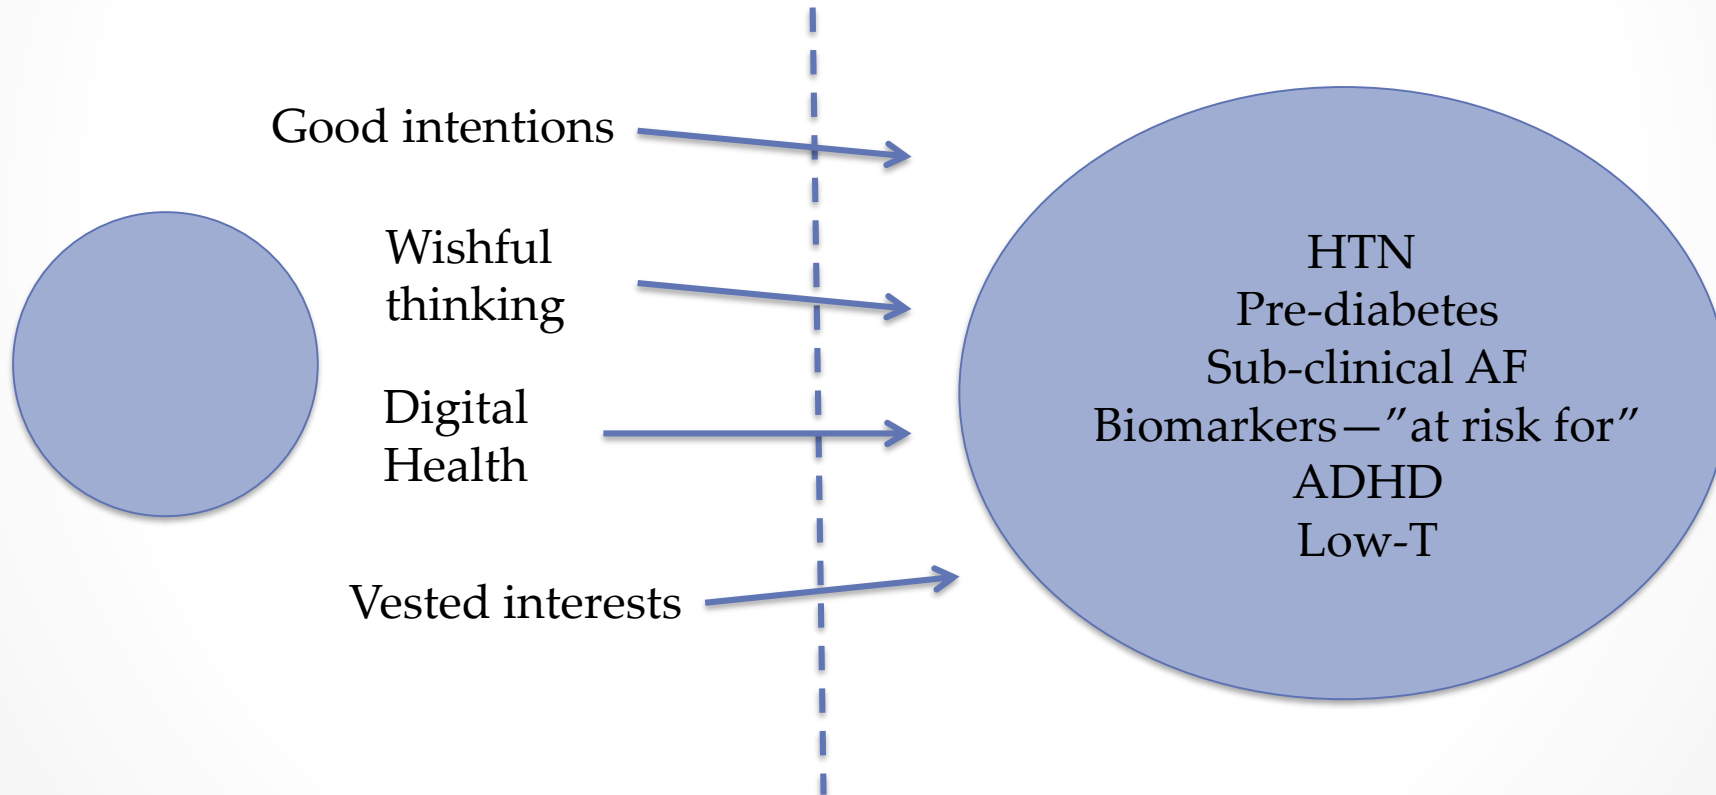 Good intentions
Wishful
thinking
Digital
Health
Vested interests
HTN
Pre-diabetes
Sub-clinical AF
Biomarkers—”at risk for”
ADHD
Low-T